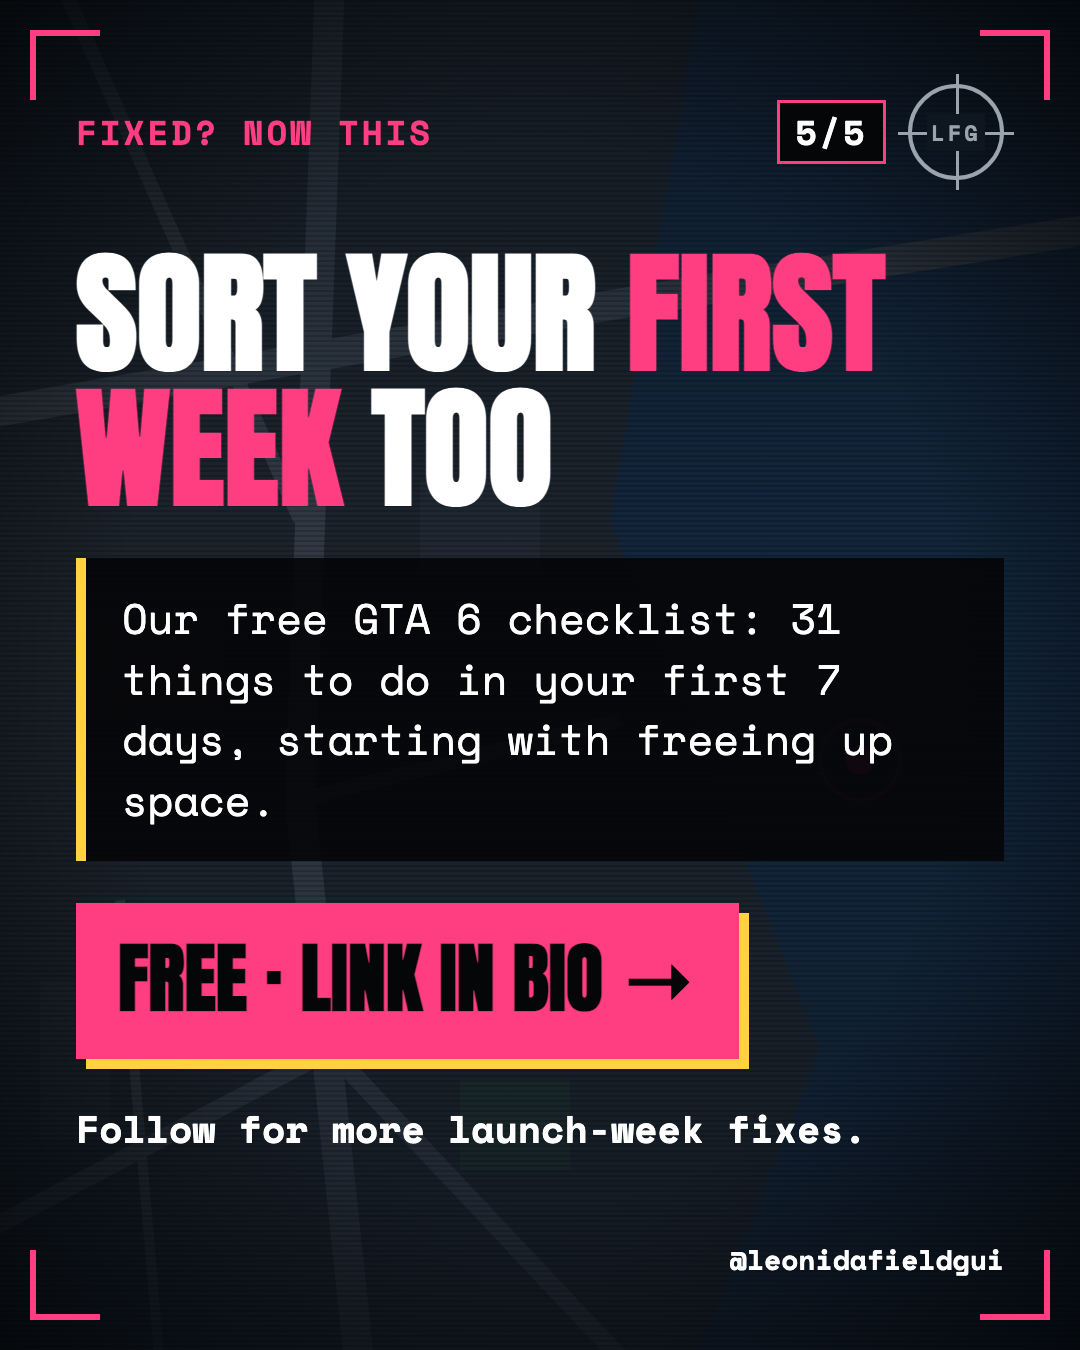 FIXED? NOW THIS
5/5
LFG
SORT YOUR FIRST
WEEK TOO
Our free GTA 6 checklist: 31
things to do in your first 7
days, starting with freeing up
space.
FREE · LINK IN BIO →
Follow for more launch-week fixes.
@leonidafieldgui